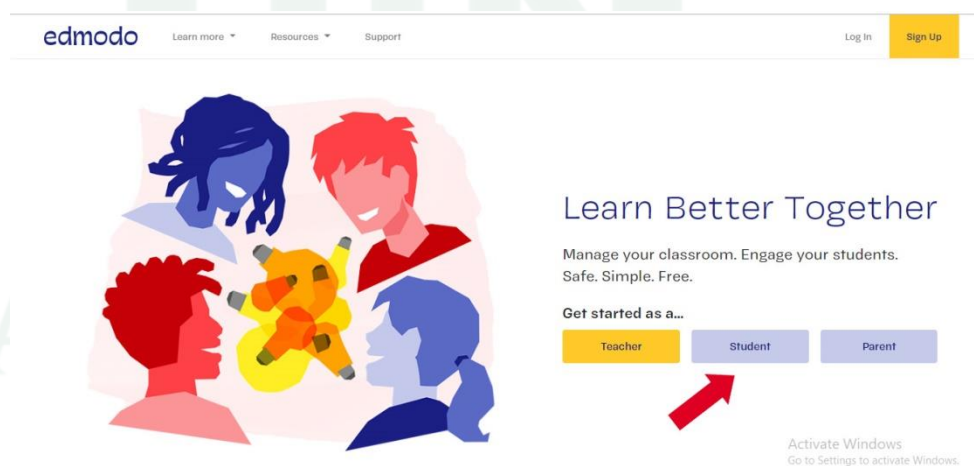 edmodo Learn more Resources Support Log In Sign Up
Learn Better Together
Manage your classroom. Engage your students.
Safe. Simple. Free.
Get started as a...
Teacher Student Parent
Activate Windows
Go to Settings to activate Windows.